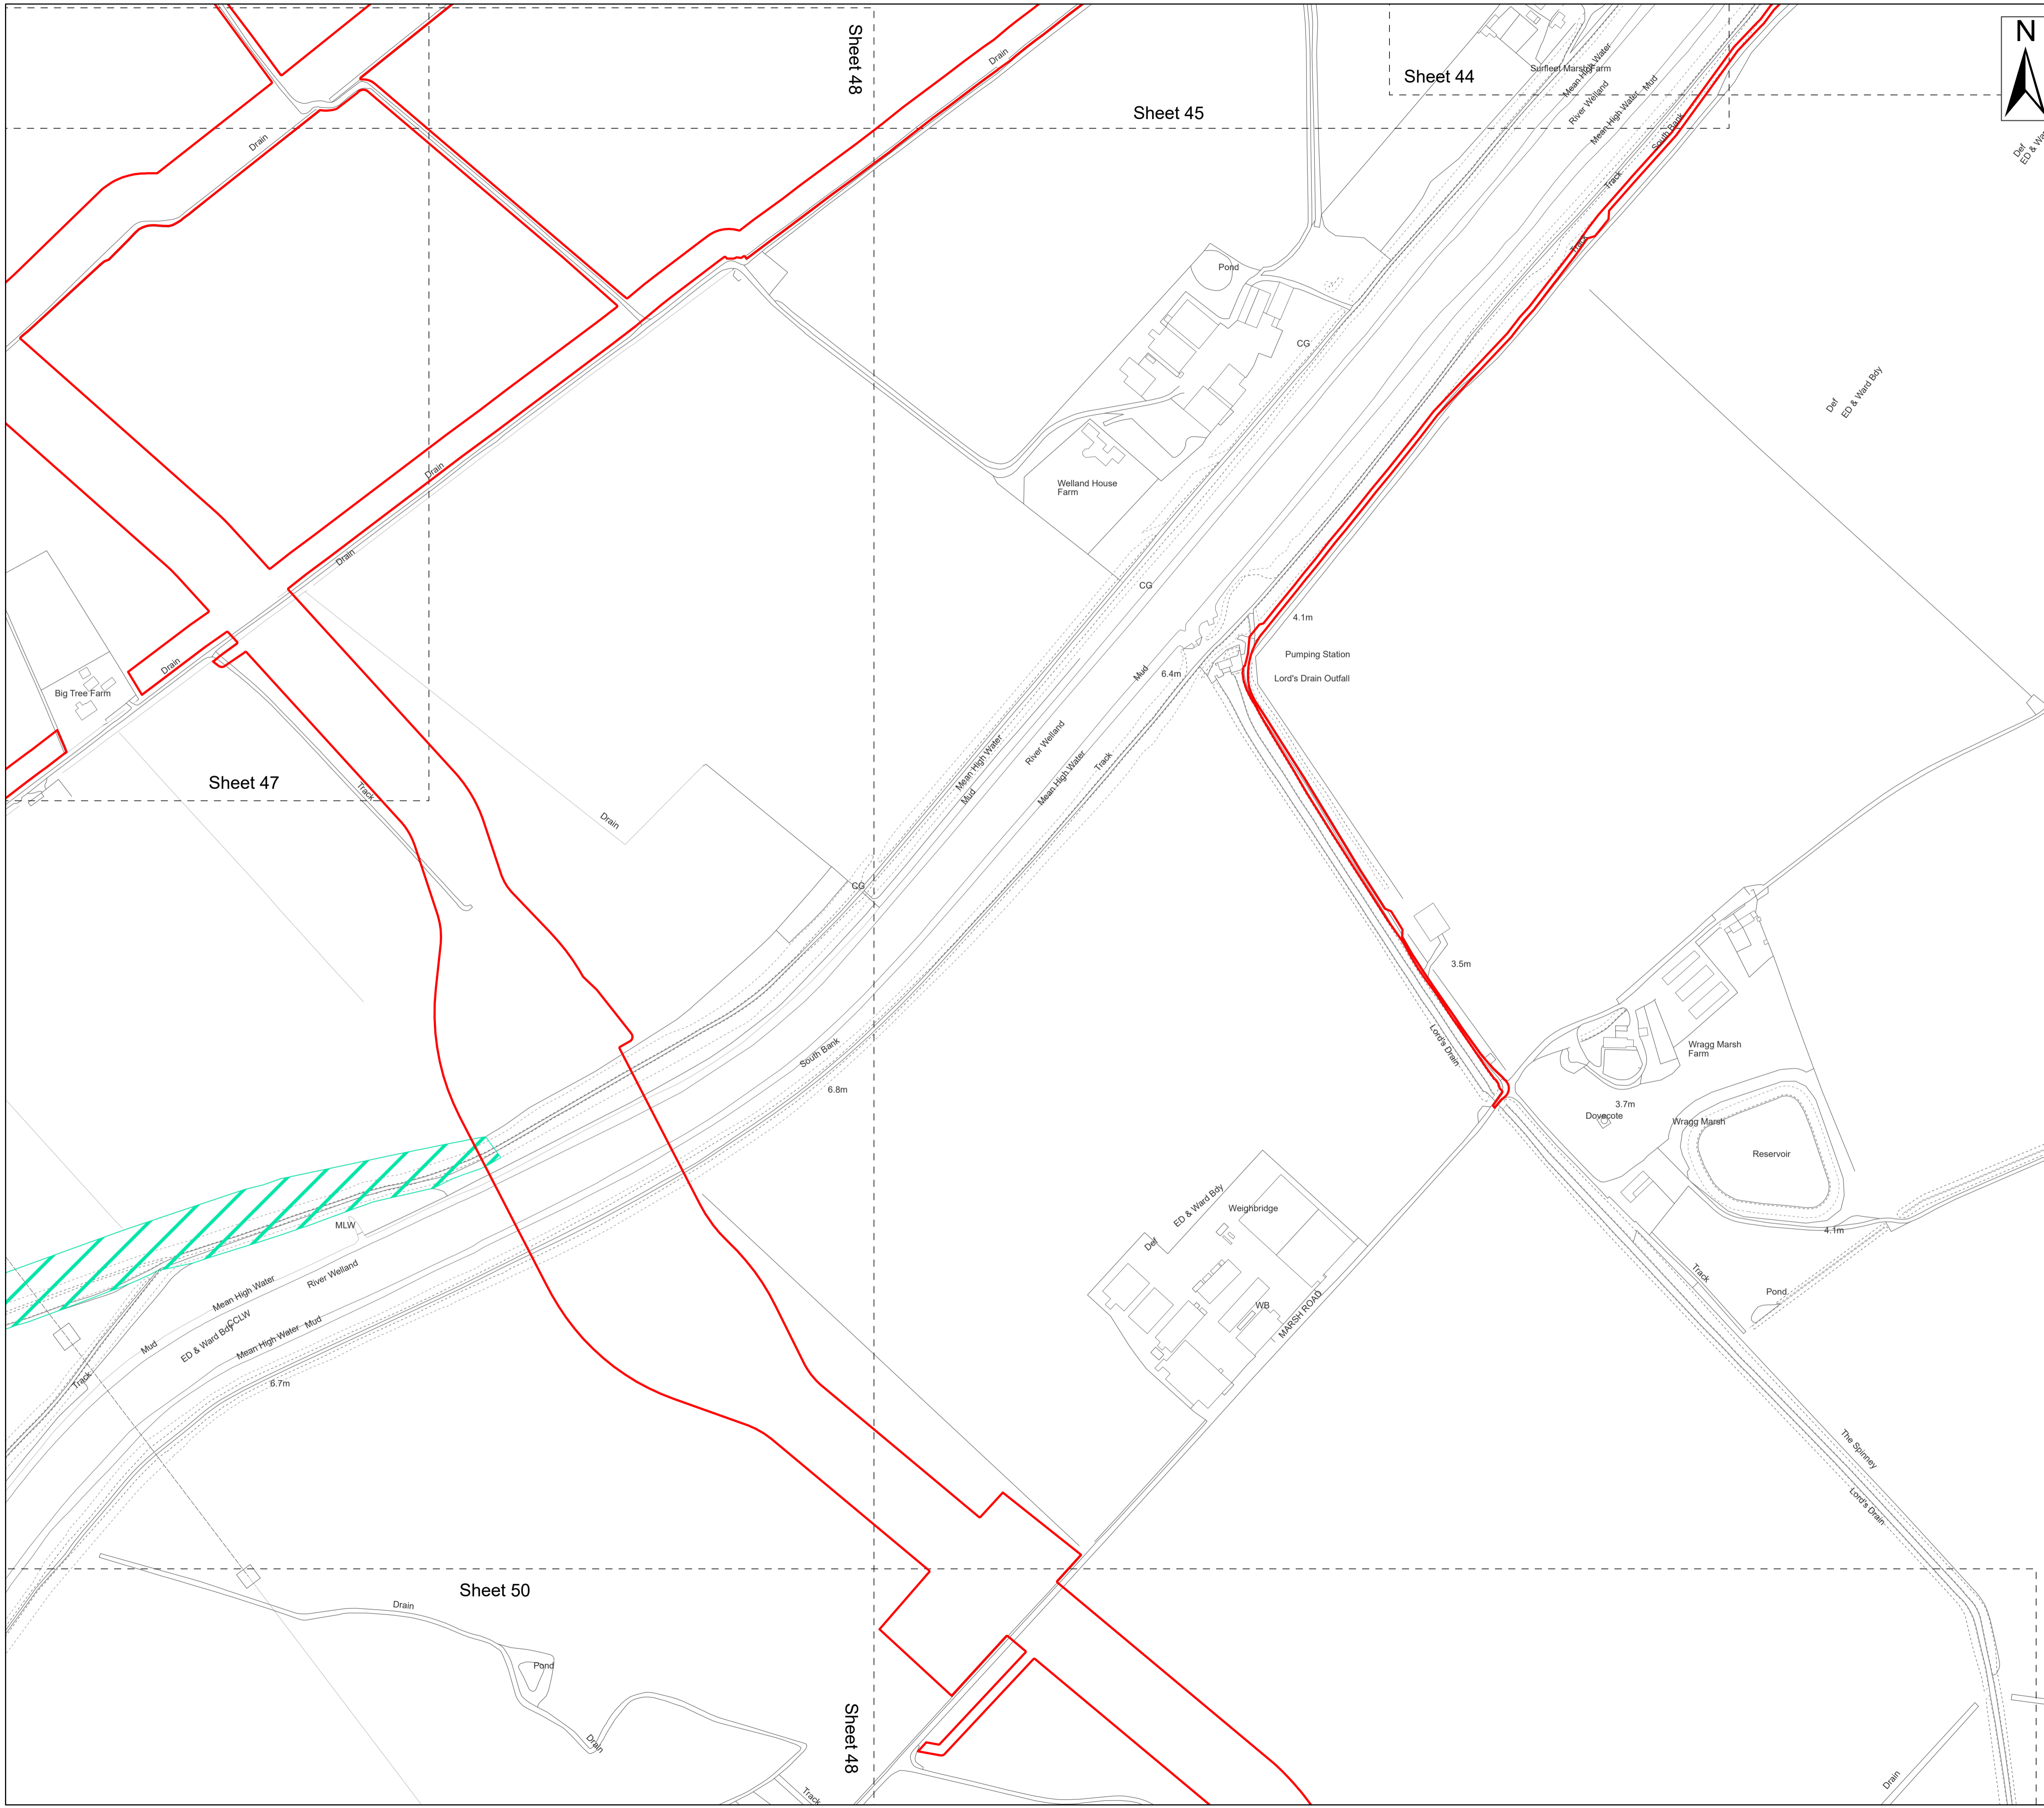 Sheet 48
Sheet 44
Sheet 45
N
Drain
Surfleet Marsh Farm
Mean High Water
River Welland
Mud
Mean High Water
South Bank
Drain
Def
Track
Track
Pond
CG
Def
ED & Ward Bdy
Drain
Welland House
Farm
Drain
CG
4.1m
Pumping Station
Drain
Mud
6.4m
Lord's Drain Outfall
Big Tree Farm
Sheet 47
River Welland
Mean High Water
Track
Mean High Water
Mud
Track
Drain
CG
3.5m
Lord's Drain
Wragg Marsh
Farm
South Bank
6.8m
3.7m
Dovecote
Wragg Marsh
Reservoir
ED & Ward Bdy
Weighbridge
MLW
4.1m
Def
River Welland
Mean High Water
Track
Pond
WB
MARSH ROAD
CCLW
ED & Ward Bdy
Mud
Mean High Water
Mud
Track
6.7m
The Spinney
Lord's Drain
Sheet 50
Drain
Pond
Sheet 48
Drain
Drain
Track